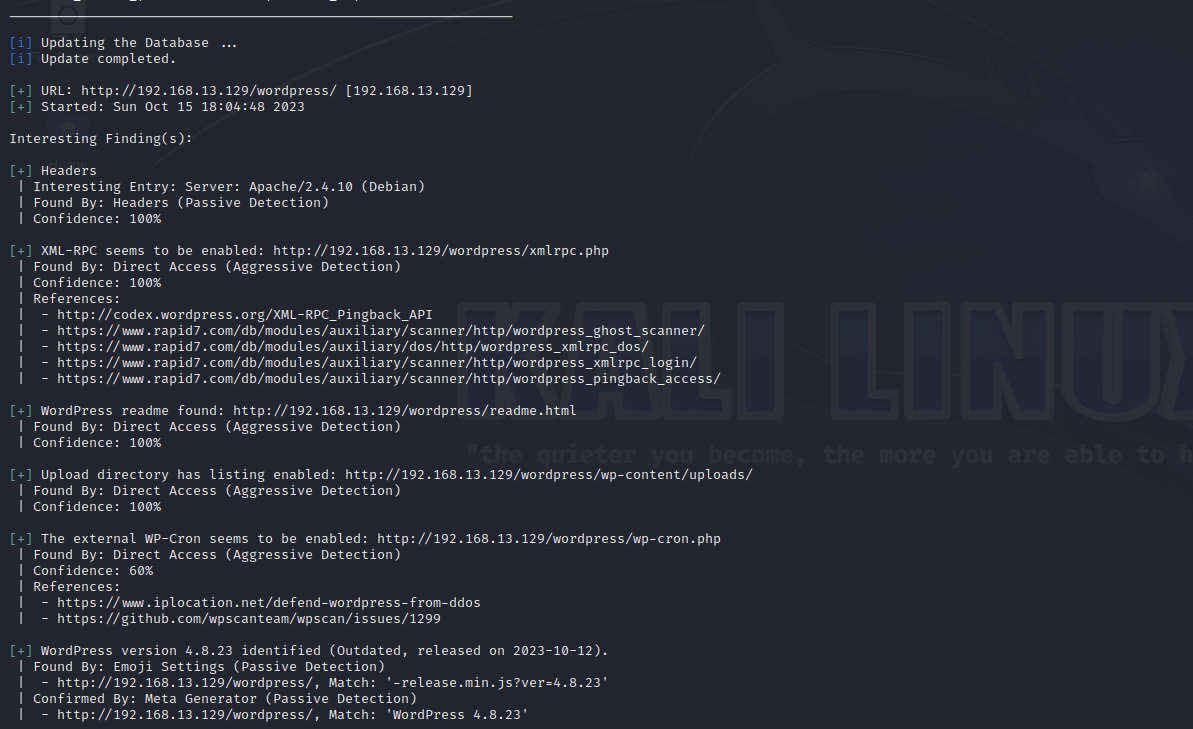 [i] Updating the Database ...
[i] Update completed.
[+] URL: http://192.168.13.129/wordpress/ [192.168.13.129]
[+] Started: Sun Oct 15 18:04:48 2023
Interesting Finding(s):
[+] Headers
| Interesting Entry: Server: Apache/2.4.10 (Debian)
| Found By: Headers (Passive Detection)
| Confidence: 100%
[+] XML-RPC seems to be enabled: http://192.168.13.129/wordpress/xmlrpc.php
| Found By: Direct Access (Aggressive Detection)
| Confidence: 100%
| References:
| - http://codex.wordpress.org/XML-RPC_Pingback_API
| - https://www.rapid7.com/db/modules/auxiliary/scanner/http/wordpress_ghost_scanner/
| - https://www.rapid7.com/db/modules/auxiliary/dos/http/wordpress_xmlrpc_dos/
| - https://www.rapid7.com/db/modules/auxiliary/scanner/http/wordpress_xmlrpc_login/
| - https://www.rapid7.com/db/modules/auxiliary/scanner/http/wordpress_pingback_access/
[+] WordPress readme found: http://192.168.13.129/wordpress/readme.html
| Found By: Direct Access (Aggressive Detection)
| Confidence: 100%
[+] Upload directory has listing enabled: http://192.168.13.129/wordpress/wp-content/uploads/
| Found By: Direct Access (Aggressive Detection)
| Confidence: 100%
[+] The external WP-Cron seems to be enabled: http://192.168.13.129/wordpress/wp-cron.php
| Found By: Direct Access (Aggressive Detection)
| Confidence: 60%
| References:
| - https://www.iplocation.net/defend-wordpress-from-ddos
| - https://github.com/wpscanteam/wpscan/issues/1299
[+] WordPress version 4.8.23 identified (Outdated, released on 2023-10-12).
| Found By: Emoji Settings (Passive Detection)
| - http://192.168.13.129/wordpress/, Match: '-release.min.js?ver=4.8.23'
| Confirmed By: Meta Generator (Passive Detection)
| - http://192.168.13.129/wordpress/, Match: 'WordPress 4.8.23'
KALI LINUX
"the quieter you become, the more you are able to h